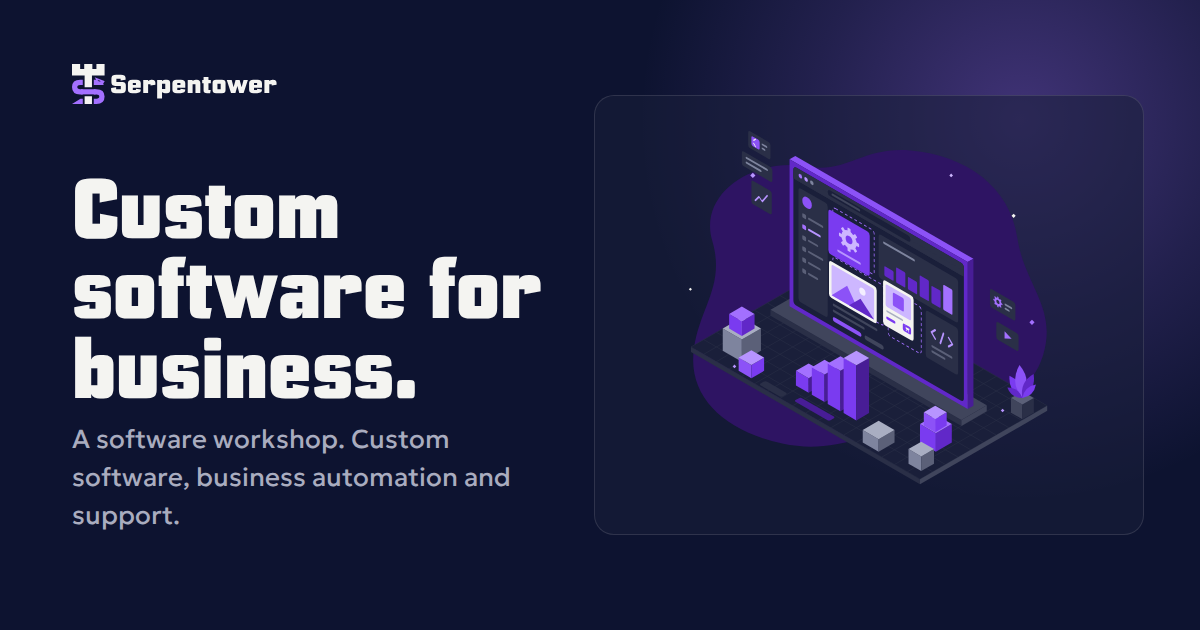 Serpentower
Custom
software for
business.
A software workshop. Custom
software, business automation and
support.